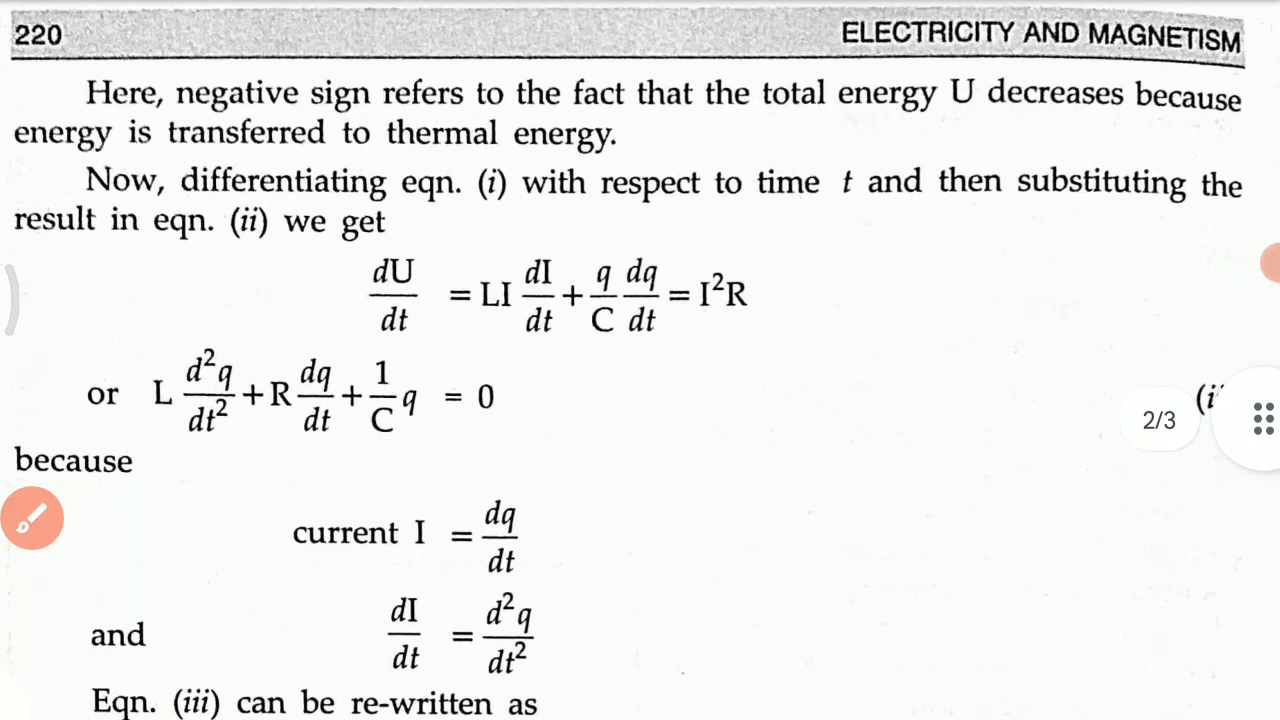 220 ELECTRICITY AND MAGNETISM
Here, negative sign refers to the fact that the total energy U decreases because
energy is transferred to thermal energy.
Now, differentiating eqn. (i) with respect to time t and then substituting the
result in eqn. (ii) we get
dU/dt = LI dI/dt + q/C dq/dt = I²R
or L d²q/dt² + R dq/dt + 1/C q = 0
2/3
because
current I = dq/dt
and dI/dt = d²q/dt²
Eqn. (iii) can be re-written as